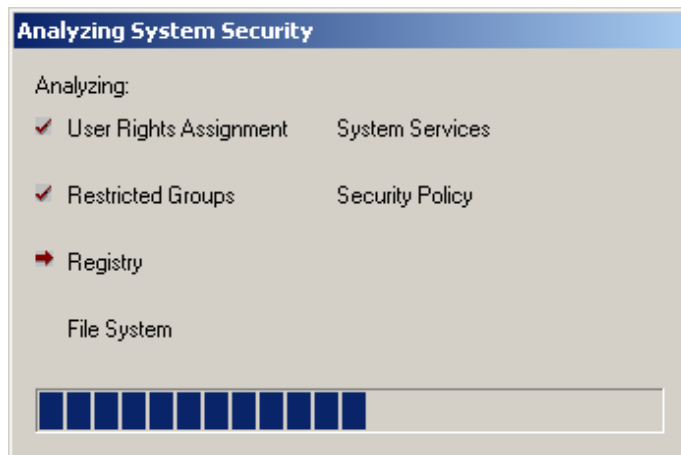 Analyzing System Security
Analyzing:
User Rights Assignment System Services
Restricted Groups Security Policy
Registry
File System